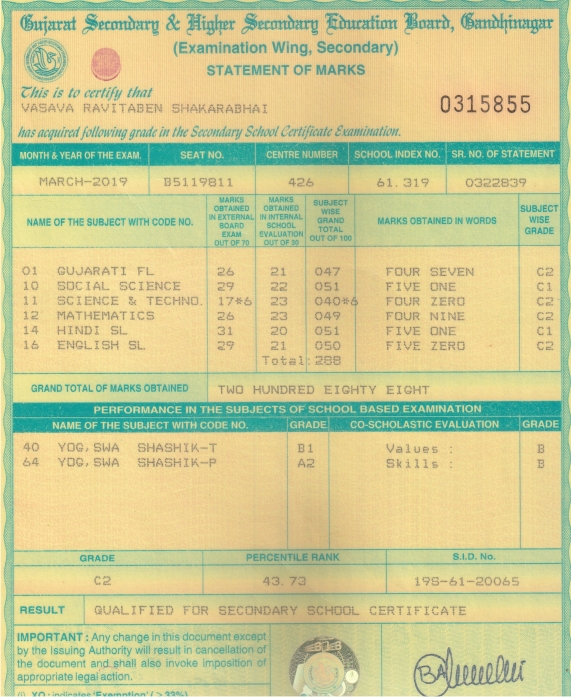 Gujarat Secondary & Higher Secondary Education Board, Gandhinagar
(Examination Wing, Secondary)
STATEMENT OF MARKS
This is to certify that
VASAVA RAVITABEN SHAKARABHAI
0315855
has acquired following grade in the Secondary School Certificate Examination.
MONTH & YEAR OF THE EXAM. SEAT NO. CENTRE NUMBER SCHOOL INDEX NO. SR. NO. OF STATEMENT
MARCH-2019 B5119811 426 61.319 0322839
NAME OF THE SUBJECT WITH CODE NO. MARKS OBTAINED IN EXTERNAL BOARD EXAM OUT OF 70 MARKS OBTAINED IN INTERNAL SCHOOL EVALUATION OUT OF 30 SUBJECT WISE GRAND TOTAL OUT OF 100 MARKS OBTAINED IN WORDS SUBJECT WISE GRADE
01 GUJARATI FL 26 21 047 FOUR SEVEN C2
10 SOCIAL SCIENCE 29 22 051 FIVE ONE C1
11 SCIENCE & TECHNO. 17*6 23 040*6 FOUR ZERO C2
12 MATHEMATICS 26 23 049 FOUR NINE C2
14 HINDI SL 31 20 051 FIVE ONE C1
16 ENGLISH SL 29 21 050 FIVE ZERO C2
Total: 288
GRAND TOTAL OF MARKS OBTAINED TWO HUNDRED EIGHTY EIGHT
PERFORMANCE IN THE SUBJECTS OF SCHOOL BASED EXAMINATION
NAME OF THE SUBJECT WITH CODE NO. GRADE CO-SCHOLASTIC EVALUATION GRADE
40 YOG,SWA SHASHIK-T B1 Values : B
64 YOG,SWA SHASHIK-P A2 Skills : B
GRADE PERCENTILE RANK S.I.D. No.
C2 43.73 19S-61-20065
RESULT QUALIFIED FOR SECONDARY SCHOOL CERTIFICATE
IMPORTANT : Any change in this document except
by the Issuing Authority will result in cancellation of
the document and shall also invoke imposition of
appropriate legal action.
(i) XO : indicates 'Exemption' ( > 33%)